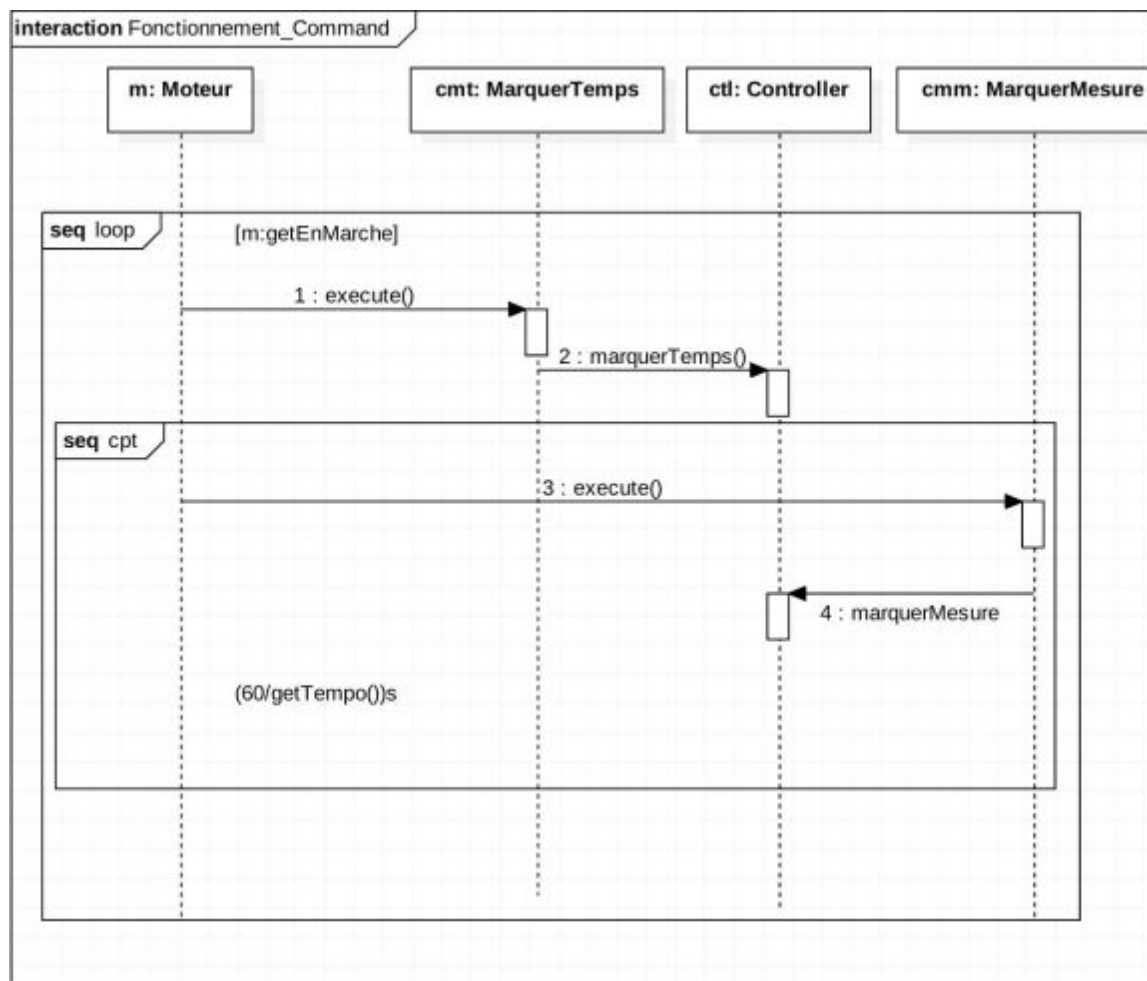 interaction Fonctionnement_Command
m: Moteur
cmt: MarquerTemps
ctl: Controller
cmm: MarquerMesure
seq loop
[m:getEnMarche]
1 : execute()
2 : marquerTemps()
seq cpt
3 : execute()
4 : marquerMesure
(60/getTempo())s